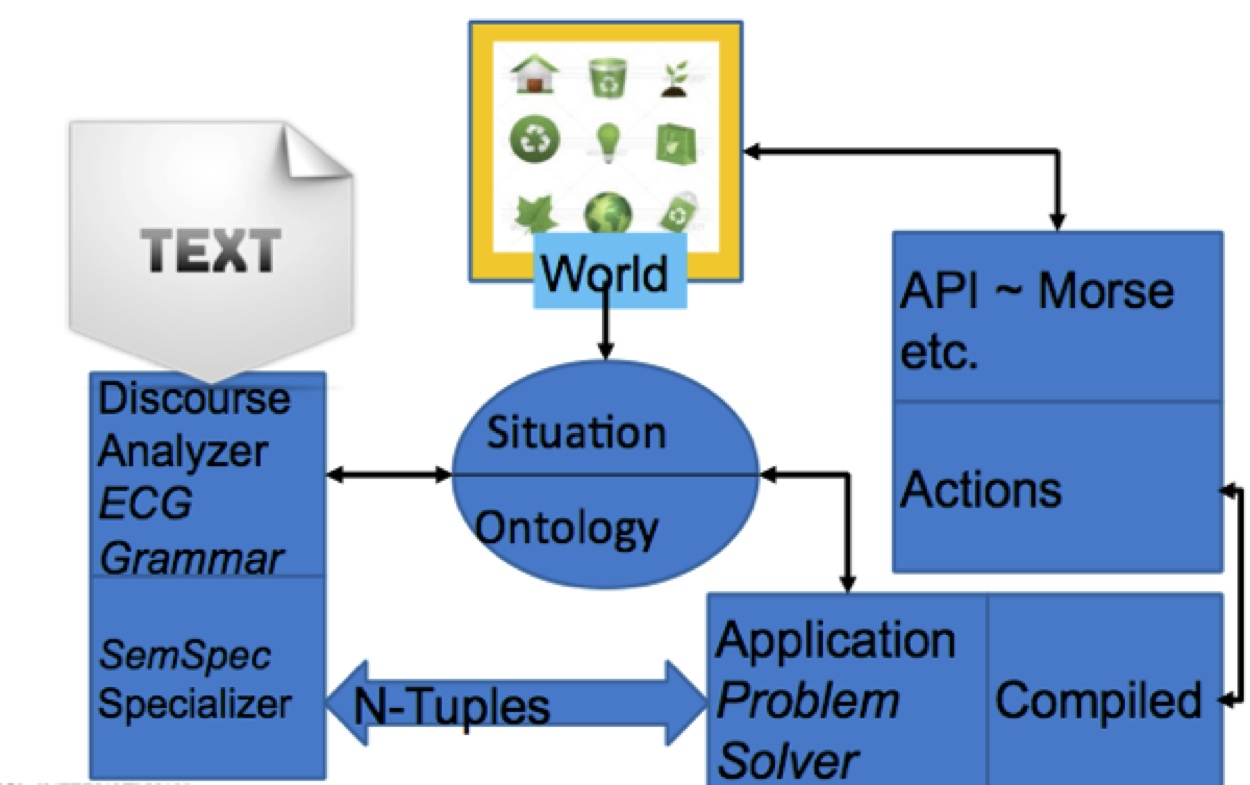 TEXT
World
API ~ Morse
etc.
Discourse
Analyzer
ECG
Grammar
Situation
Ontology
Actions
SemSpec
Specializer
N-Tuples
Application
Problem
Solver
Compiled